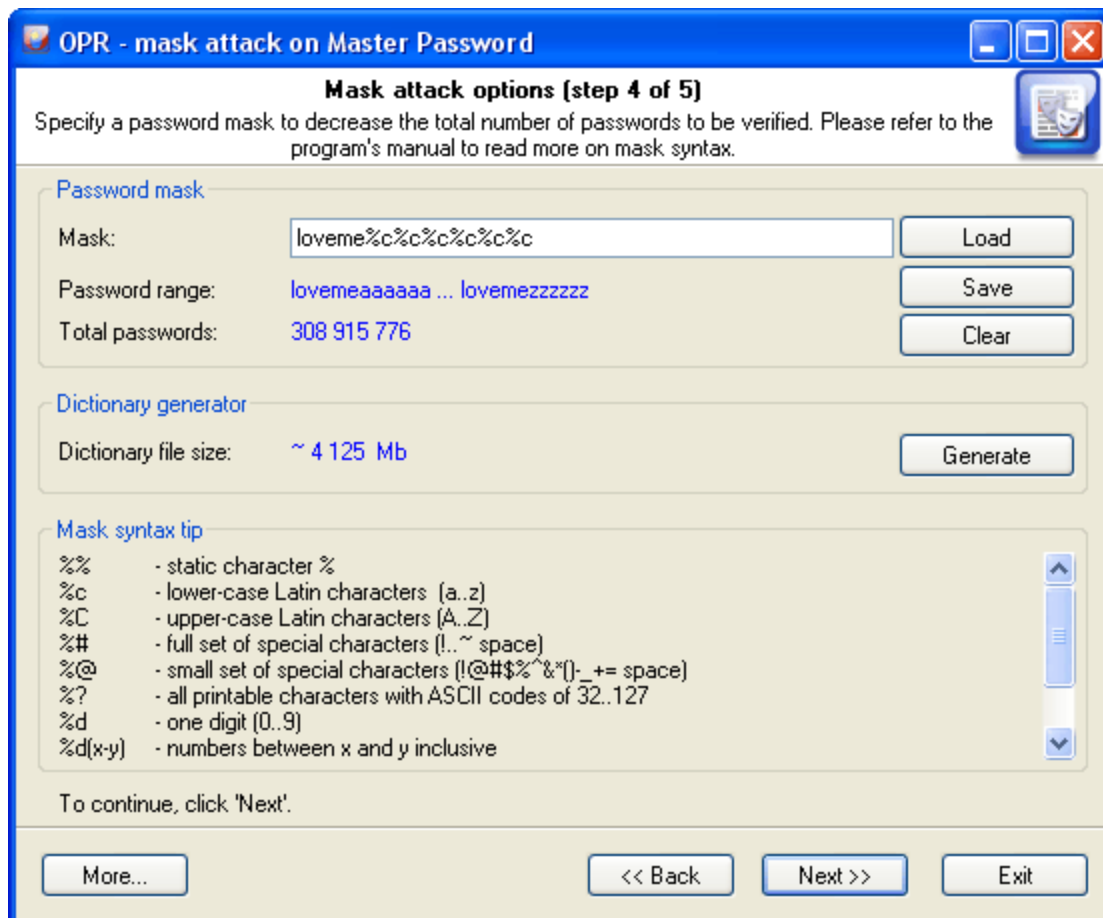 OPR - mask attack on Master Password
Mask attack options (step 4 of 5)
Specify a password mask to decrease the total number of passwords to be verified. Please refer to the
program's manual to read more on mask syntax.
Password mask
Mask: loveme%c%c%c%c%c%c Load
Password range: lovemeaaaaaa ... lovemezzzzzz Save
Total passwords: 308 915 776 Clear
Dictionary generator
Dictionary file size: ~ 4 125 Mb Generate
Mask syntax tip
%% - static character %
%c - lower-case Latin characters (a..z)
%C - upper-case Latin characters (A..Z)
%# - full set of special characters (!..~ space)
%@ - small set of special characters (!@#$%^&*()-_+= space)
%? - all printable characters with ASCII codes of 32..127
%d - one digit (0..9)
%d(x-y) - numbers between x and y inclusive
To continue, click 'Next'.
More... << Back Next >> Exit